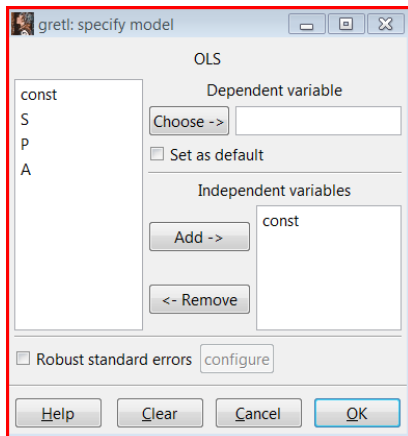 gretl: specify model
OLS
const
S
P
A
Dependent variable
Choose ->
Set as default
Independent variables
Add ->
const
<- Remove
Robust standard errors configure
Help Clear Cancel OK